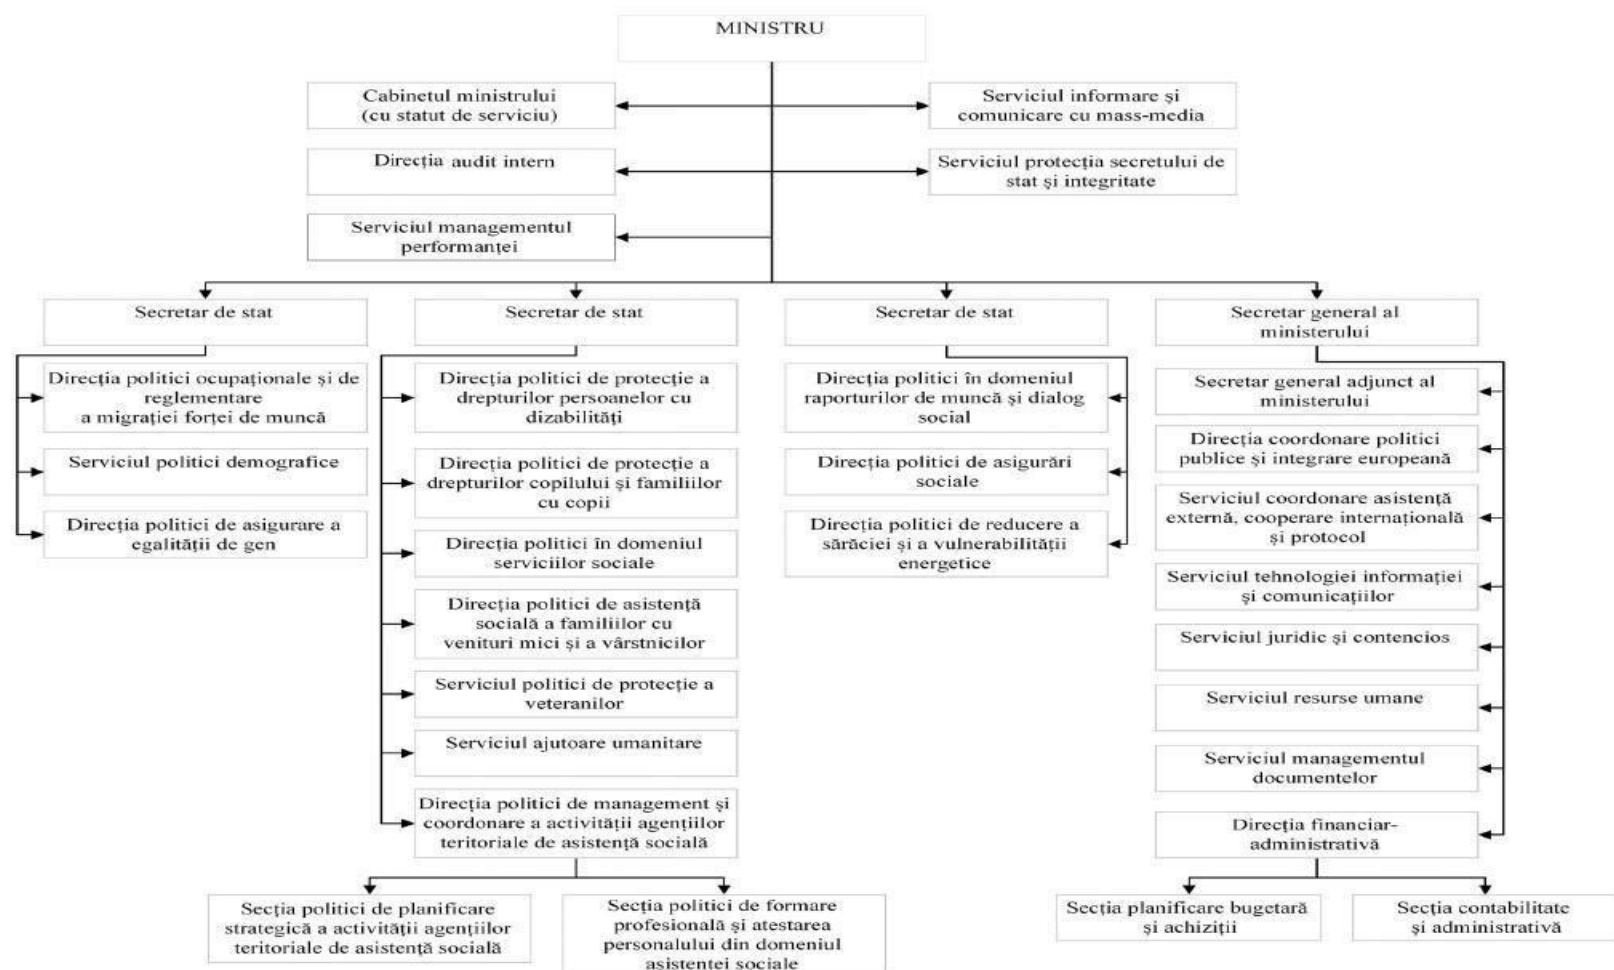 MINISTRU
Cabinetul ministrului
(cu statut de serviciu)
Serviciul informare și
comunicare cu mass-media
Direcția audit intern
Serviciul protecția secretului de
stat și integritate
Serviciul managementul
performanței
Secretar de stat
Secretar de stat
Secretar de stat
Secretar general al
ministerului
Direcția politici ocupaționale și de
reglementare
a migrației forței de muncă
Serviciul politici demografice
Direcția politici de asigurare a
egalității de gen
Direcția politici de protecție a
drepturilor persoanelor cu
dizabilități
Direcția politici de protecție a
drepturilor copilului și familiilor
cu copii
Direcția politici în domeniul
serviciilor sociale
Direcția politici de asistență
socială a familiilor cu
venituri mici și a vârstnicilor
Serviciul politici de protecție a
veteranilor
Serviciul ajutoare umanitare
Direcția politici de management și
coordonare a activității agențiilor
teritoriale de asistență socială
Secția politici de planificare
strategică a activității agențiilor
teritoriale de asistență socială
Secția politici de formare
profesională și atestarea
personalului din domeniul
asistenței sociale
Direcția politici în domeniul
raporturilor de muncă și dialog
social
Direcția politici de asigurări
sociale
Direcția politici de reducere a
sărăciei și a vulnerabilității
energetice
Secretar general adjunct al
ministerului
Direcția coordonare politici
publice și integrare europeană
Serviciul coordonare asistență
externă, cooperare internațională
și protocol
Serviciul tehnologiei informației
și comunicațiilor
Serviciul juridic și contencios
Serviciul resurse umane
Serviciul managementul
documentelor
Direcția financiar-
administrativă
Secția planificare bugetară
și achiziții
Secția contabilitate
și administrativă